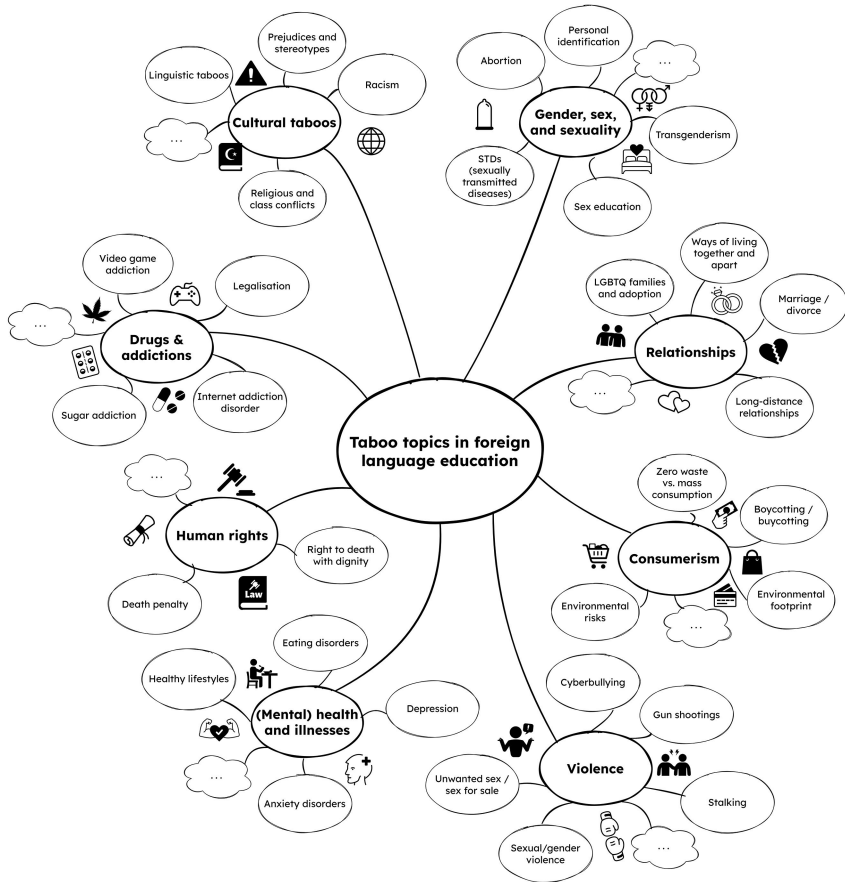 Taboo topics in foreign
language education
Cultural taboos
Linguistic taboos
Prejudices and
stereotypes
Racism
Religious and
class conflicts
...
Gender, sex,
and sexuality
Abortion
Personal
identification
...
Transgenderism
Sex education
STDs
(sexually
transmitted
diseases)
Drugs &
addictions
Video game
addiction
Legalisation
Internet addiction
disorder
Sugar addiction
...
Relationships
LGBTQ families
and adoption
Ways of living
together and
apart
Marriage /
divorce
Long-distance
relationships
...
Human rights
...
Right to death
with dignity
Law
Death penalty
Consumerism
Zero waste
vs. mass
consumption
Boycotting /
buycotting
Environmental
footprint
...
Environmental
risks
(Mental) health
and illnesses
Healthy lifestyles
Eating disorders
Depression
Anxiety disorders
...
Violence
Cyberbullying
Gun shootings
Stalking
...
Sexual/gender
violence
Unwanted sex /
sex for sale